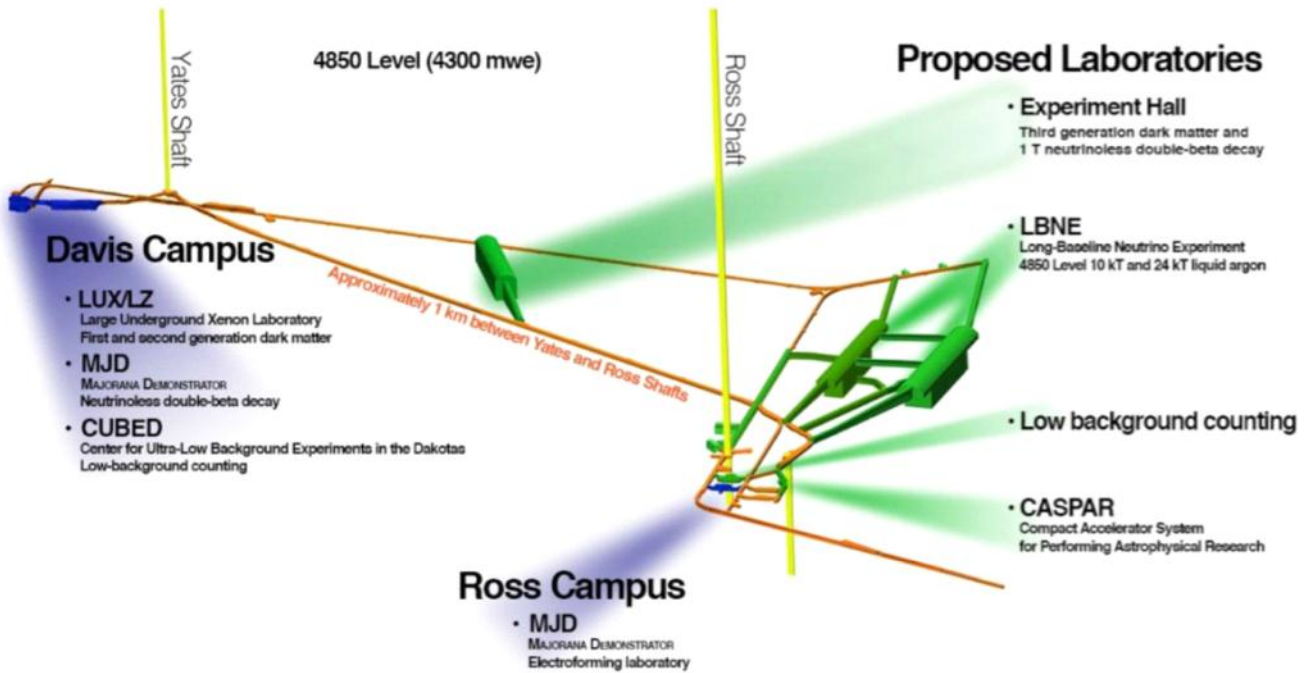 4850 Level (4300 mwe)
Yates Shaft
Ross Shaft
Proposed Laboratories
• Experiment Hall
Third generation dark matter and
1 T neutrinoless double-beta decay
• LBNE
Long-Baseline Neutrino Experiment
4850 Level 10 kT and 24 kT liquid argon
• Low background counting
• CASPAR
Compact Accelerator System
for Performing Astrophysical Research
Davis Campus
• LUX/LZ
Large Underground Xenon Laboratory
First and second generation dark matter
• MJD
MAJORANA DEMONSTRATOR
Neutrinoless double-beta decay
• CUBED
Center for Ultra-Low Background Experiments in the Dakotas
Low-background counting
Approximately 1 km between Yates and Ross Shafts
Ross Campus
• MJD
MAJORANA DEMONSTRATOR
Electroforming laboratory